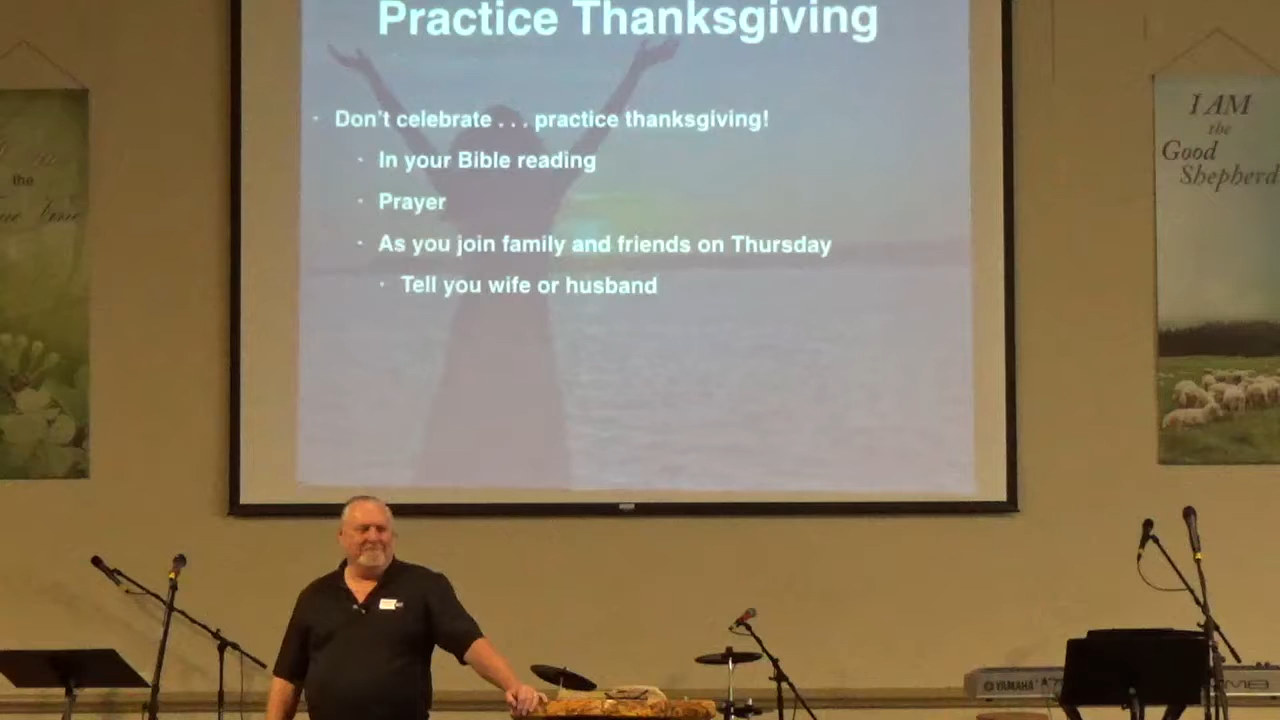 Practice Thanksgiving
· Don't celebrate . . . practice thanksgiving!
· In your Bible reading
· Prayer
· As you join family and friends on Thursday
· Tell you wife or husband
the
I AM
the
Good
Shepherd
YAMAHA